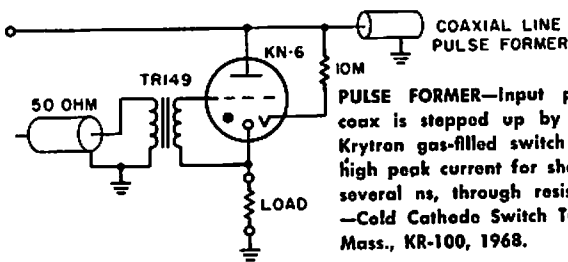 COAXIAL LINE
PULSE FORMER
KN-6
10M
TR149
50 OHM
LOAD
PULSE FORMER—Input p
coax is stepped up by
Krytron gas-filled switch
high peak current for sho
several ns, through resis
—Cold Cathode Switch T
Mass., KR-100, 1968.